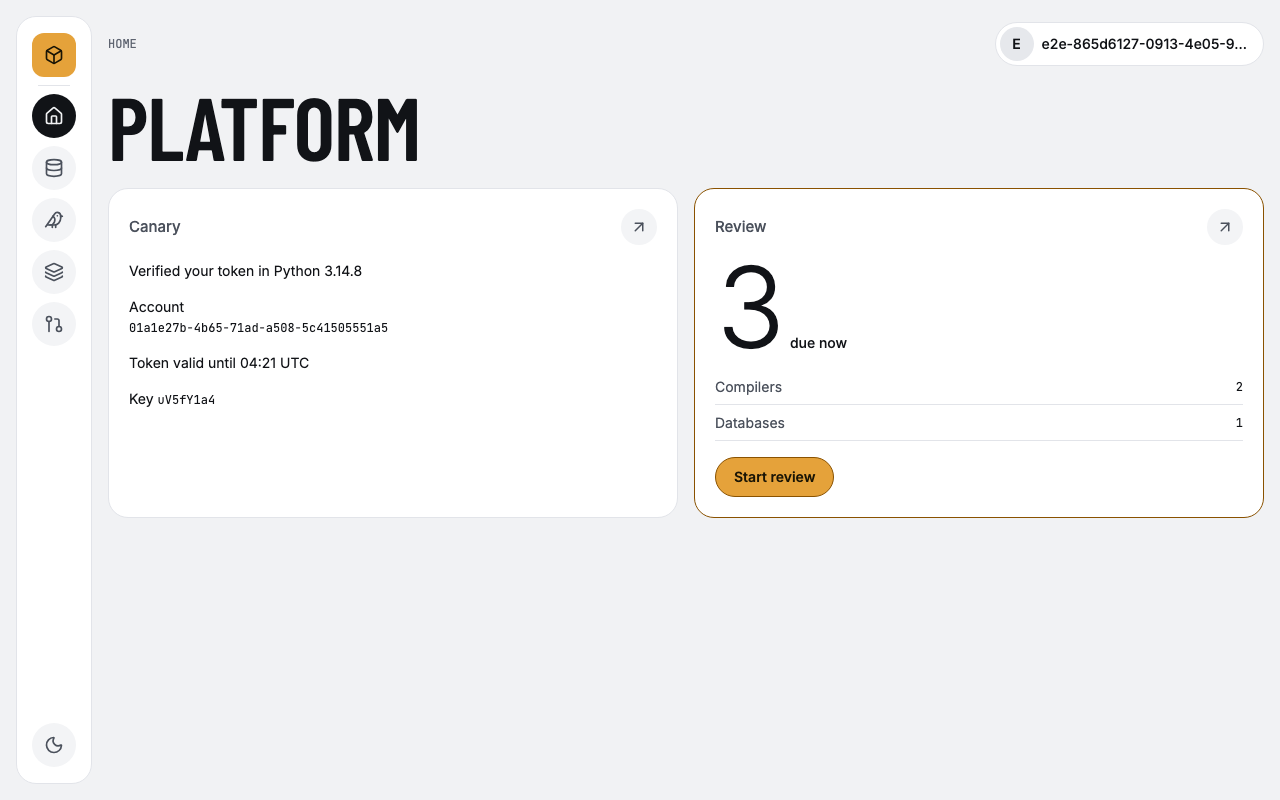 HOME
E
e2e-865d6127-0913-4e05-9...
PLATFORM
Canary
Verified your token in Python 3.14.8
Account
01a1e27b-4b65-71ad-a508-5c41505551a5
Token valid until 04:21 UTC
Key uV5fY1a4
Review
3 due now
Compilers 2
Databases 1
Start review